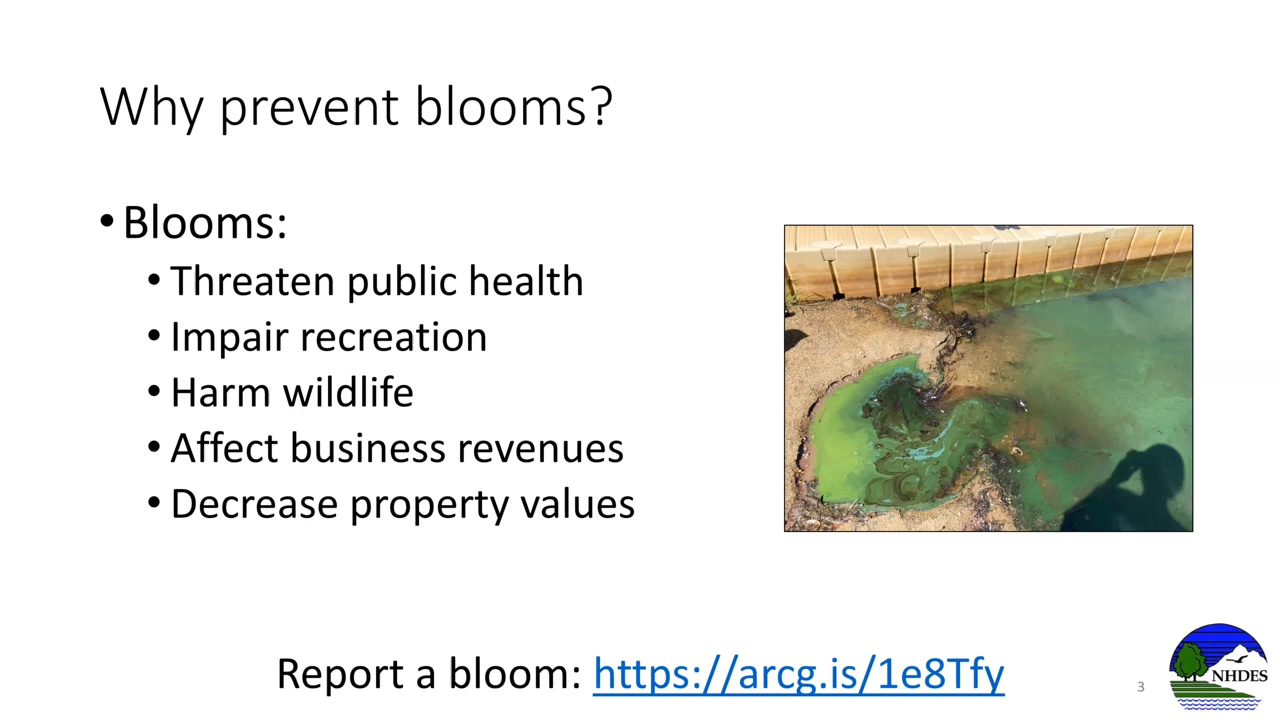 Why prevent blooms?
• Blooms:
• Threaten public health
• Impair recreation
• Harm wildlife
• Affect business revenues
• Decrease property values
Report a bloom: https://arcg.is/1e8Tfy
3
NHDES